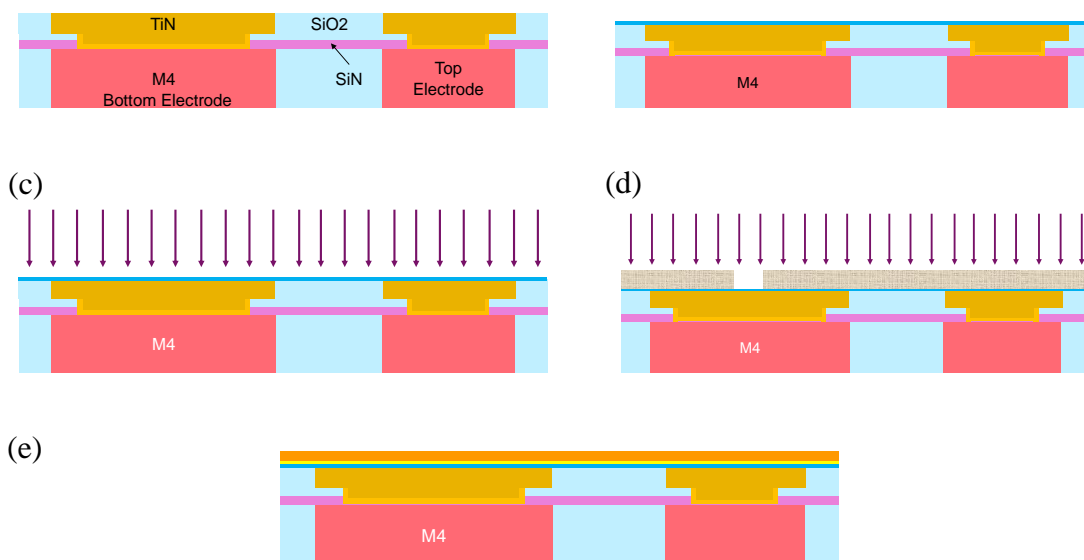 TiN
SiO2
M4
Bottom Electrode
SiN
Top
Electrode
M4
(c)
(d)
M4
M4
(e)
M4